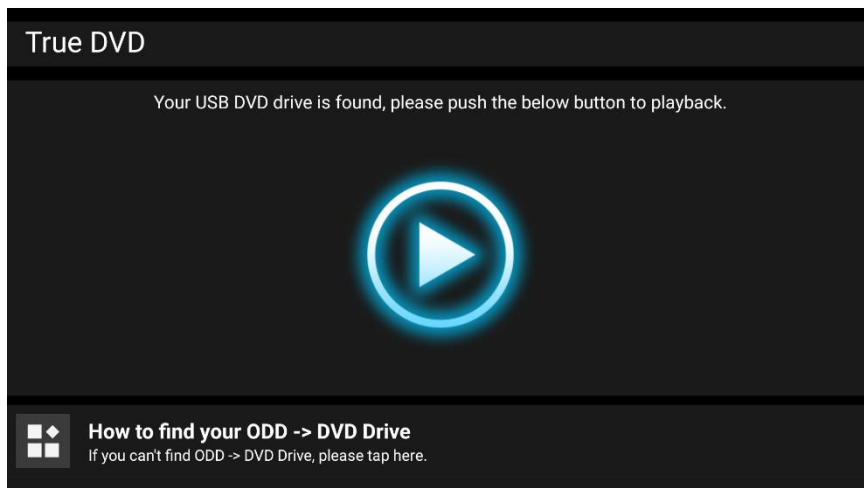 True DVD
Your USB DVD drive is found, please push the below button to playback.
How to find your ODD -> DVD Drive
If you can't find ODD -> DVD Drive, please tap here.